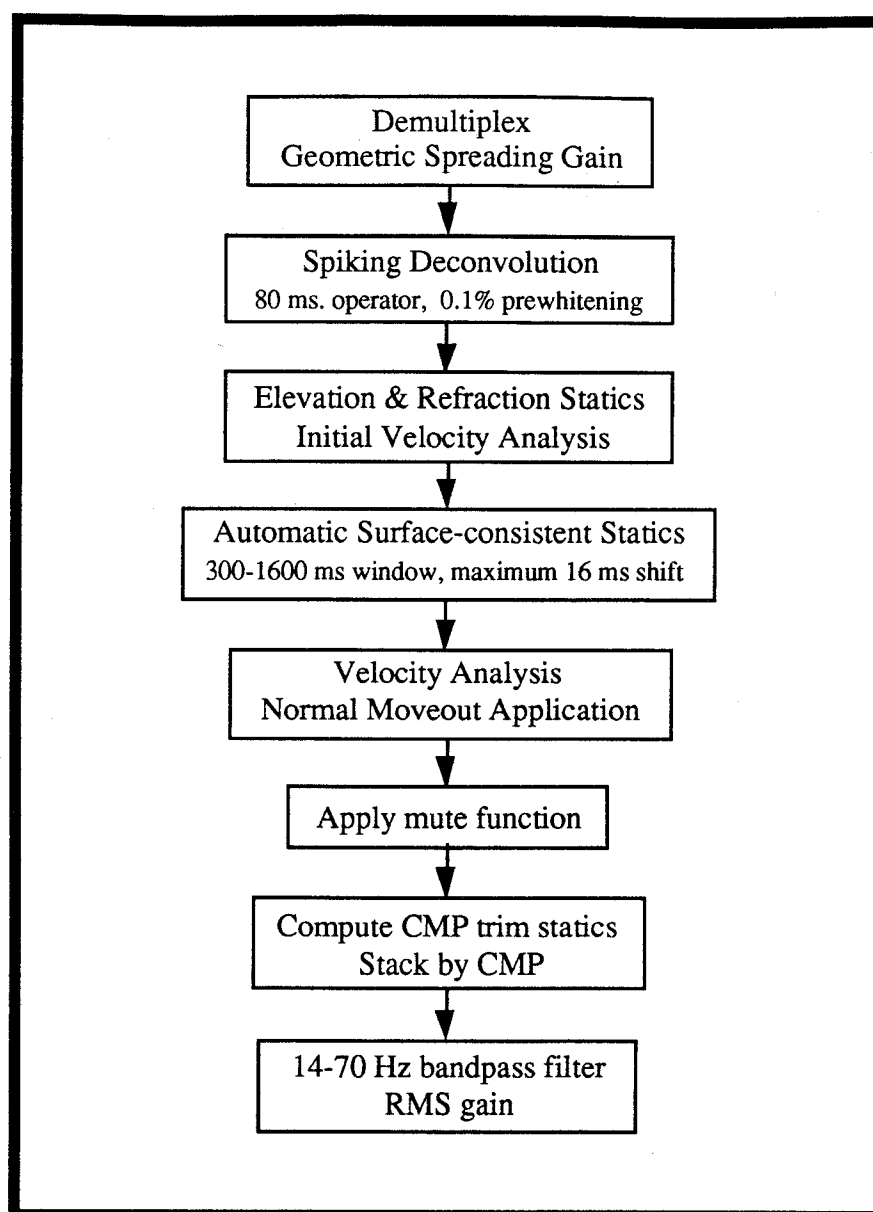 Demultiplex
Geometric Spreading Gain
Spiking Deconvolution
80 ms. operator, 0.1% prewhitening
Elevation & Refraction Statics
Initial Velocity Analysis
Automatic Surface-consistent Statics
300-1600 ms window, maximum 16 ms shift
Velocity Analysis
Normal Moveout Application
Apply mute function
Compute CMP trim statics
Stack by CMP
14-70 Hz bandpass filter
RMS gain